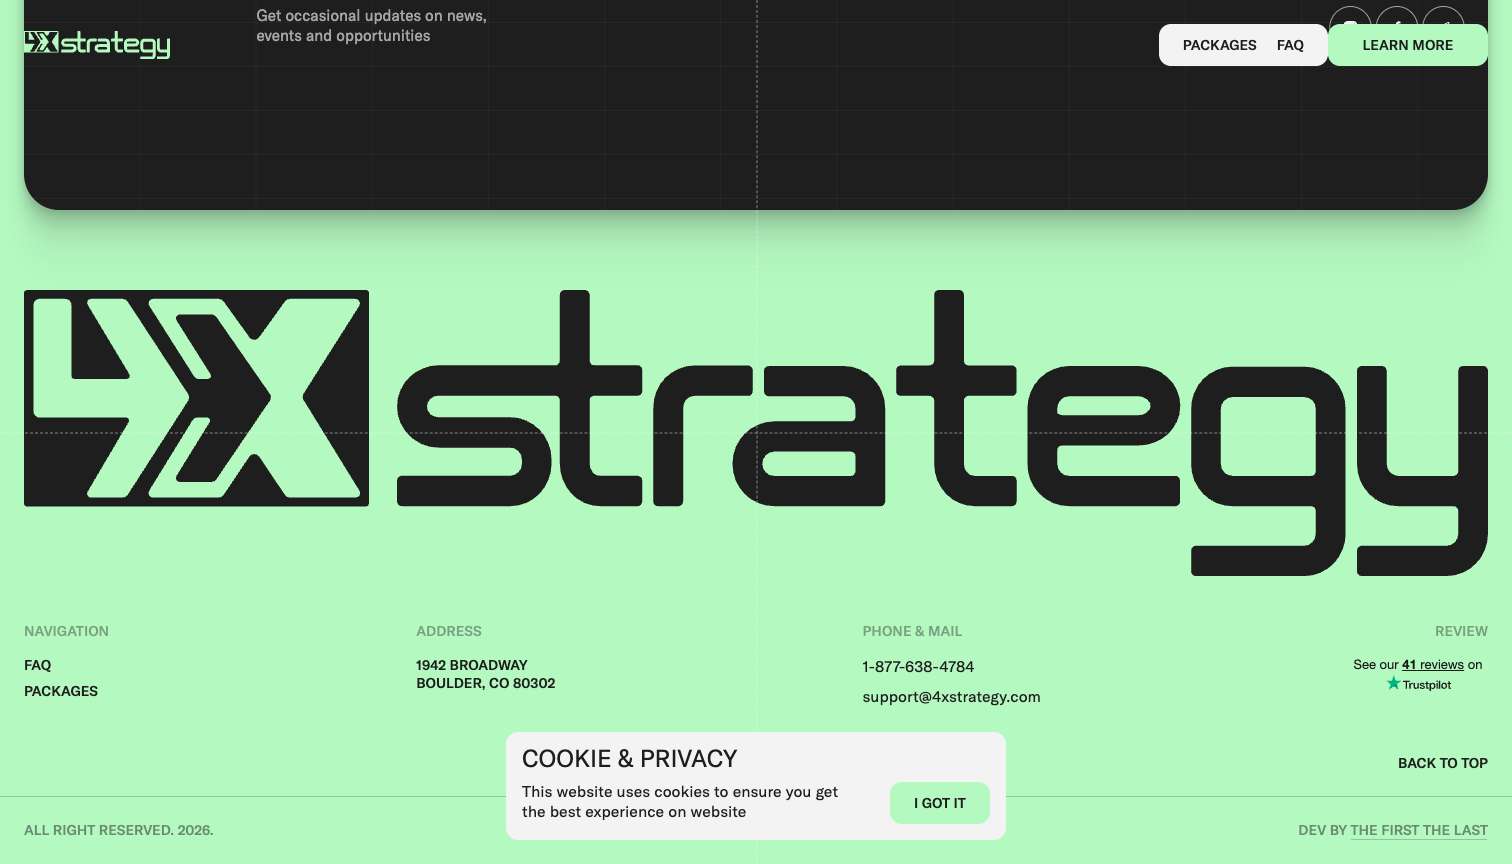 Get occasional updates on news,
events and opportunities
4Xstrategy
PACKAGES FAQ
LEARN MORE
4Xstrategy
NAVIGATION
FAQ
PACKAGES
ADDRESS
1942 BROADWAY
BOULDER, CO 80302
PHONE & MAIL
1-877-638-4784
support@4xstrategy.com
REVIEW
See our 41 reviews on
Trustpilot
COOKIE & PRIVACY
This website uses cookies to ensure you get
the best experience on website
I GOT IT
BACK TO TOP
ALL RIGHT RESERVED. 2026.
DEV BY THE FIRST THE LAST